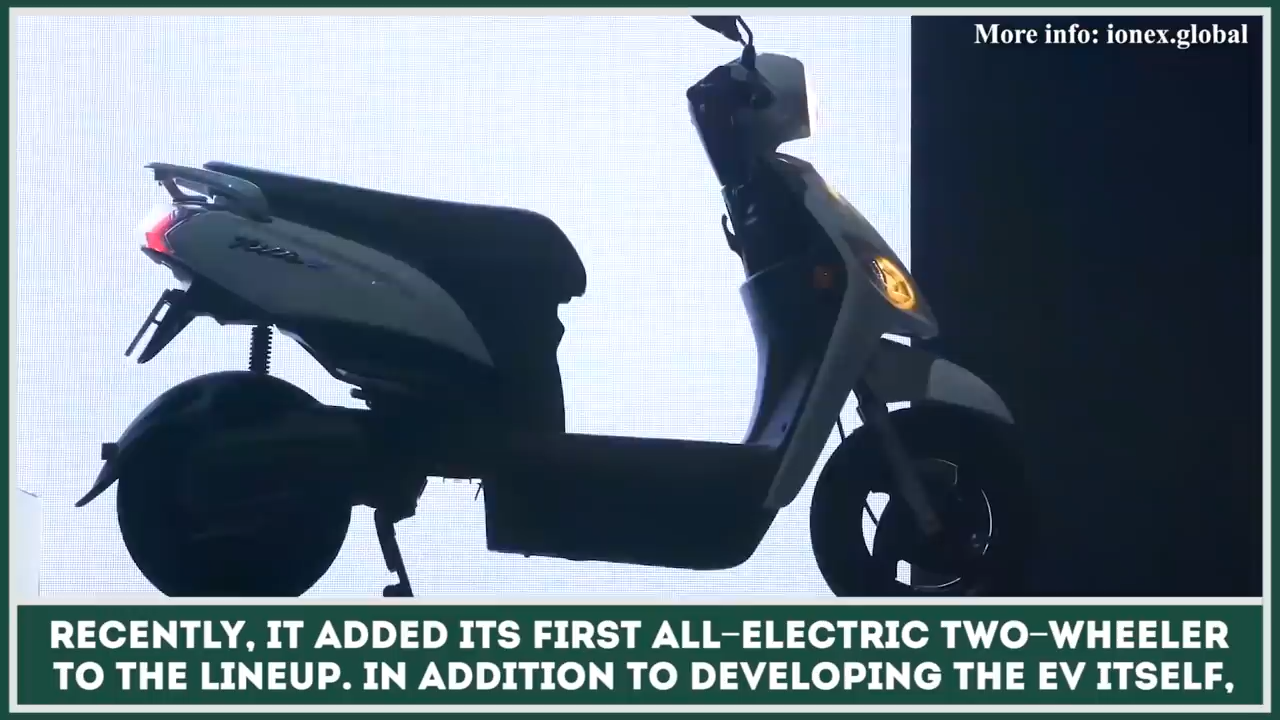 More info: ionex.global
RECENTLY, IT ADDED ITS FIRST ALL-ELECTRIC TWO-WHEELER
TO THE LINEUP. IN ADDITION TO DEVELOPING THE EV ITSELF,